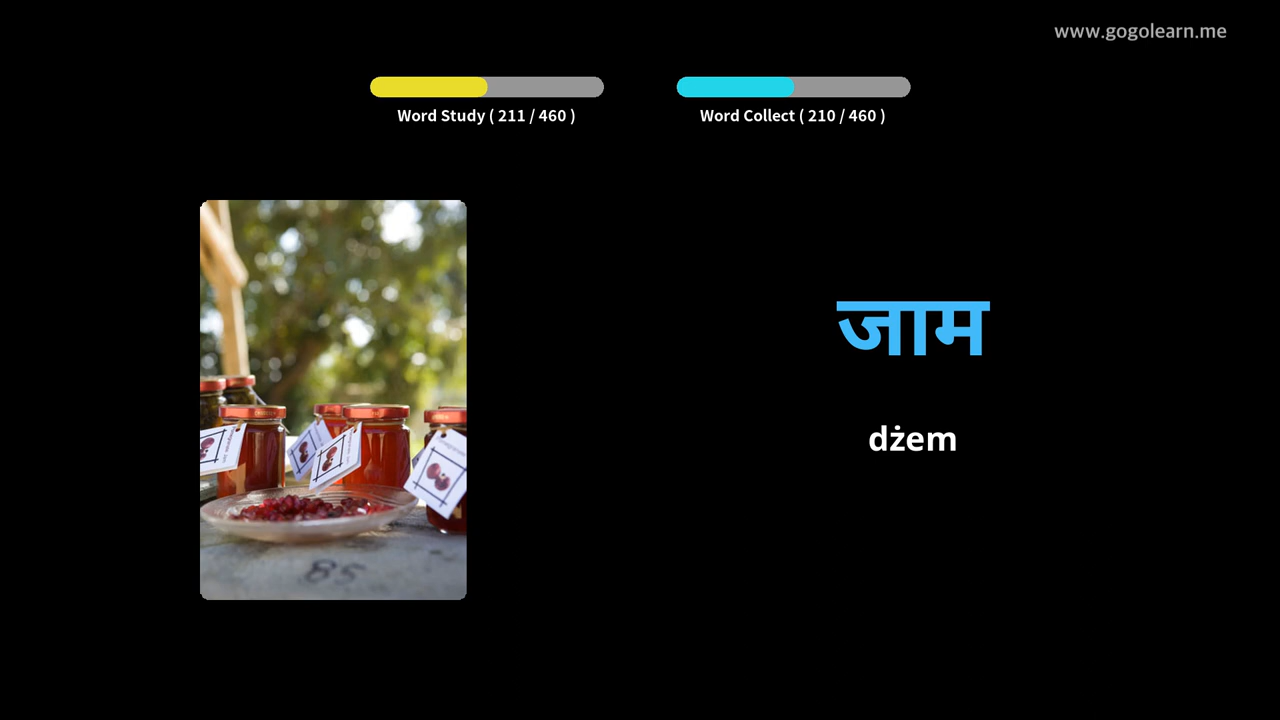 www.gogolearn.me
Word Study ( 211 / 460 )
Word Collect ( 210 / 460 )
जाम
dżem
85